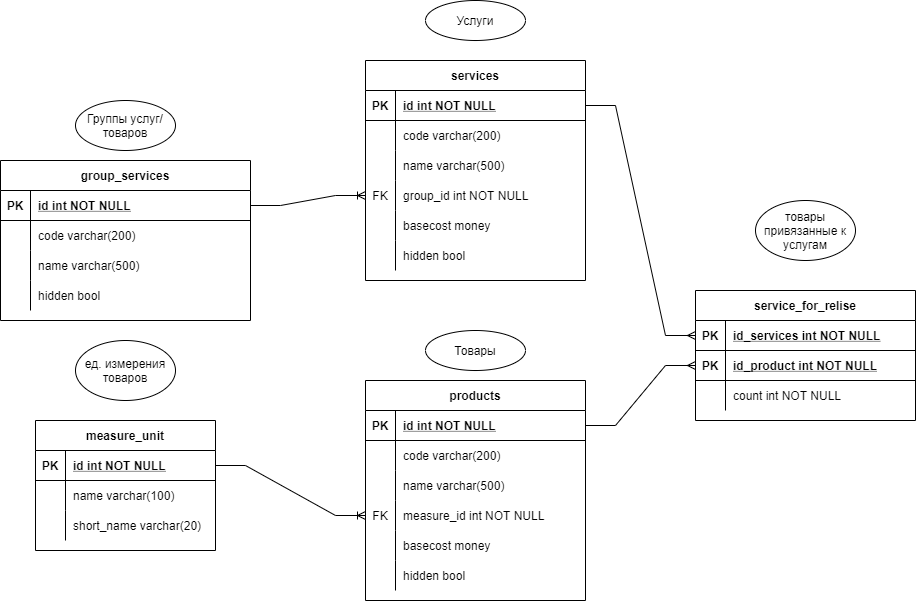 Услуги
services
PK id int NOT NULL
code varchar(200)
name varchar(500)
FK group_id int NOT NULL
basecost money
hidden bool
Группы услуг/
товаров
group_services
PK id int NOT NULL
code varchar(200)
name varchar(500)
hidden bool
товары
привязанные к
услугам
service_for_relise
PK id_services int NOT NULL
PK id_product int NOT NULL
count int NOT NULL
ед. измерения
товаров
measure_unit
PK id int NOT NULL
name varchar(100)
short_name varchar(20)
Товары
products
PK id int NOT NULL
code varchar(200)
name varchar(500)
FK measure_id int NOT NULL
basecost money
hidden bool